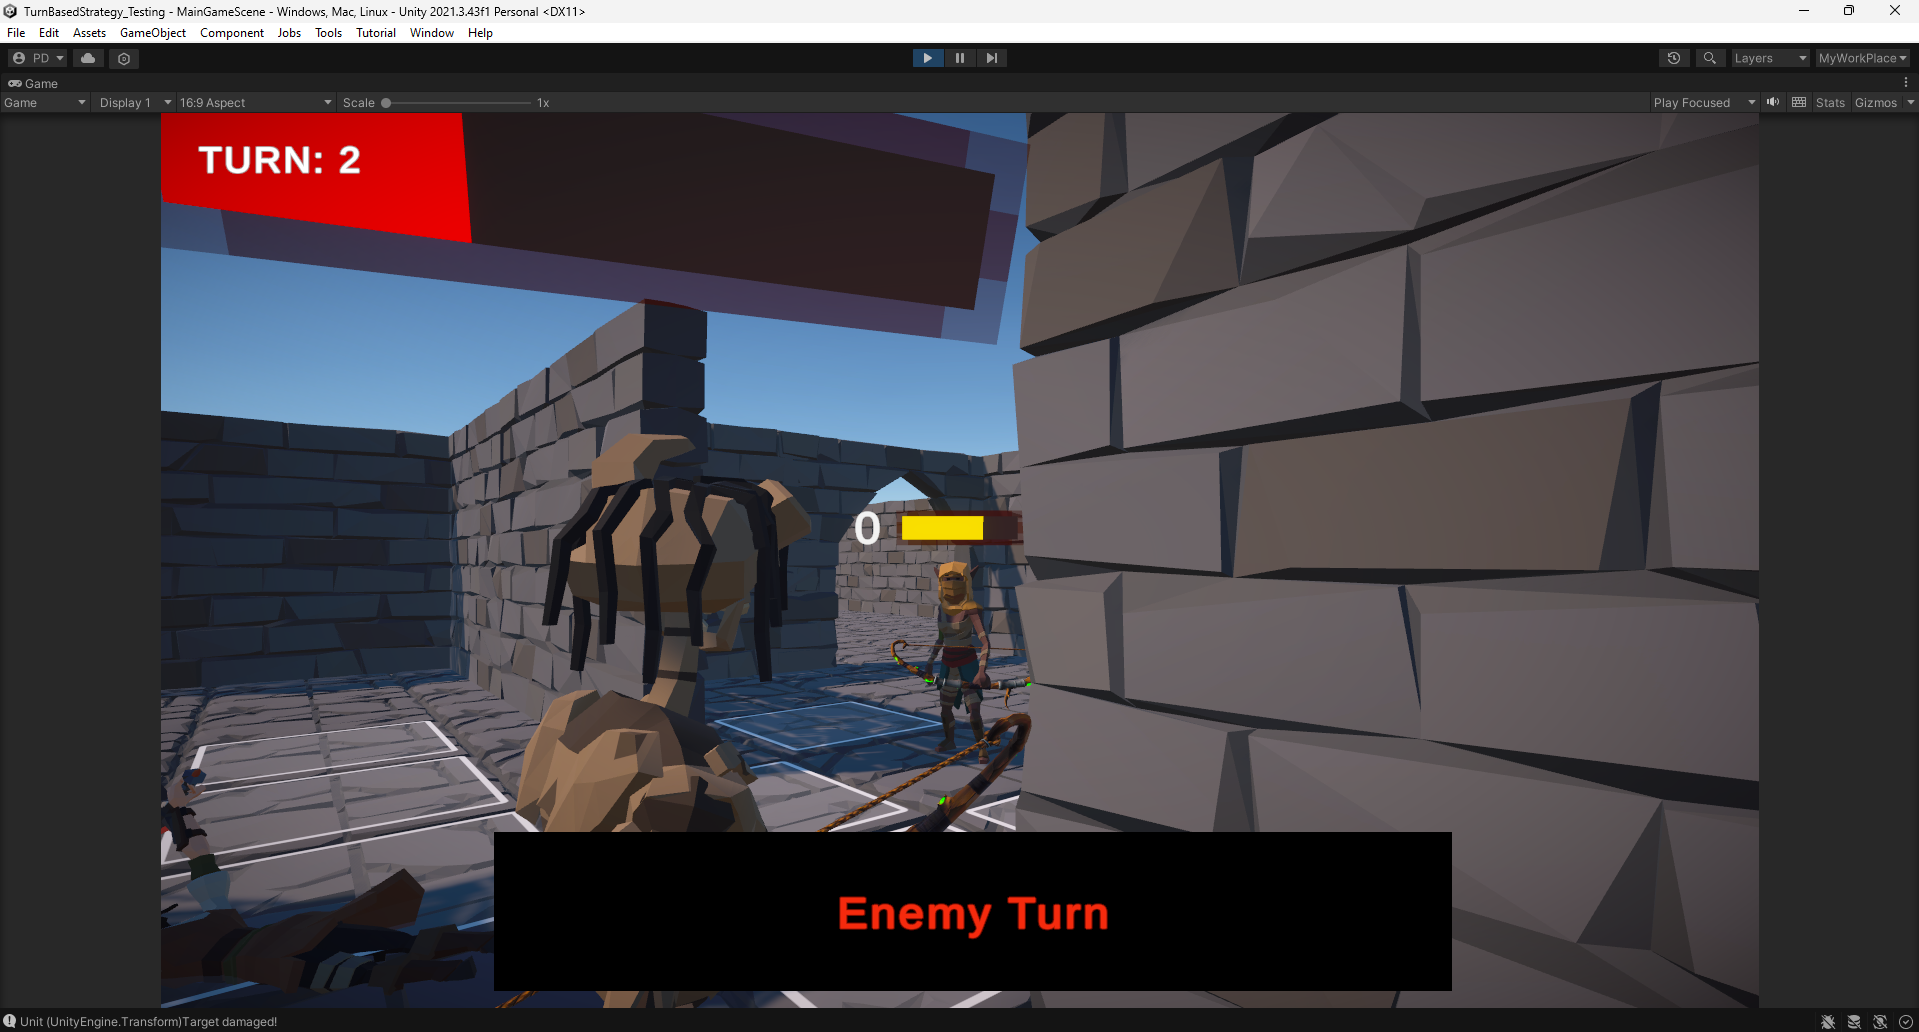 TurnBasedStrategy_Testing - MainGameScene - Windows, Mac, Linux - Unity 2021.3.43f1 Personal <DX11>
File Edit Assets GameObject Component Jobs Tools Tutorial Window Help
PD Layers MyWorkPlace
Game
Game Display 1 16:9 Aspect Scale 1x Play Focused Stats Gizmos
TURN: 2
0
Enemy Turn
Unit (UnityEngine.Transform)Target damaged!